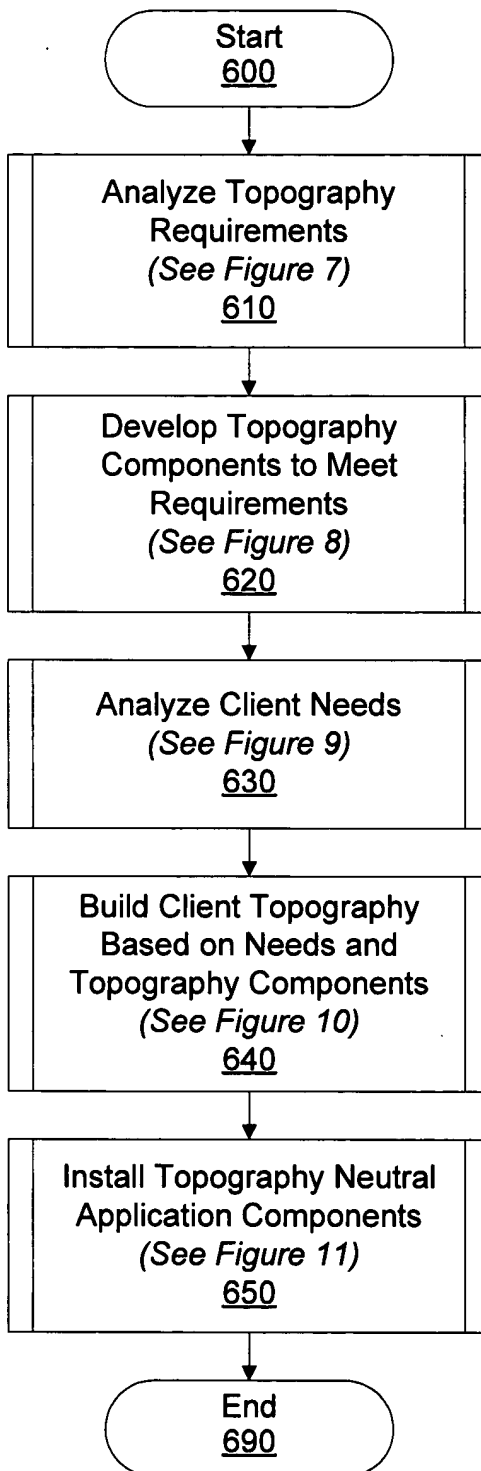 Start
600
Analyze Topography
Requirements
(See Figure 7)
610
Develop Topography
Components to Meet
Requirements
(See Figure 8)
620
Analyze Client Needs
(See Figure 9)
630
Build Client Topography
Based on Needs and
Topography Components
(See Figure 10)
640
Install Topography Neutral
Application Components
(See Figure 11)
650
End
690